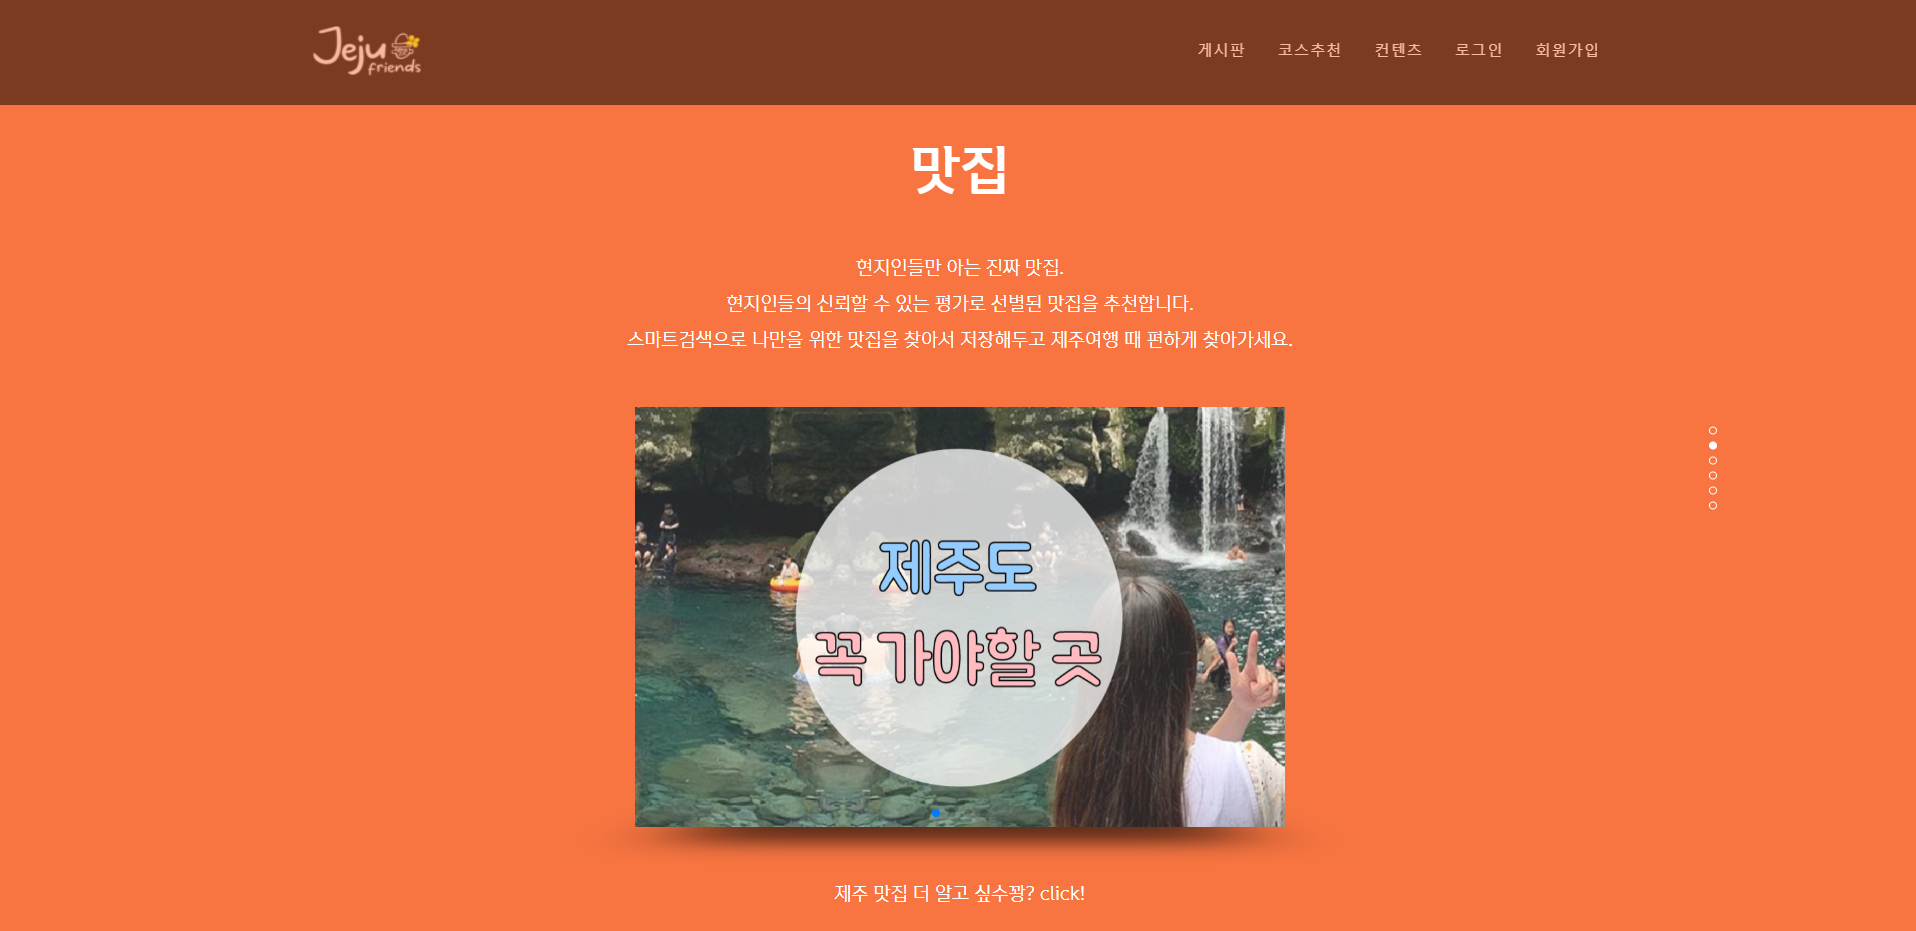 Jeju
friends
게시판 코스추천 컨텐츠 로그인 회원가입
맛집
현지인들만 아는 진짜 맛집.
현지인들의 신뢰할 수 있는 평가로 선별된 맛집을 추천합니다.
스마트검색으로 나만을 위한 맛집을 찾아서 저장해두고 제주여행 때 편하게 찾아가세요.
제주도
꼭 가야할 곳
제주 맛집 더 알고 싶수꽝? click!